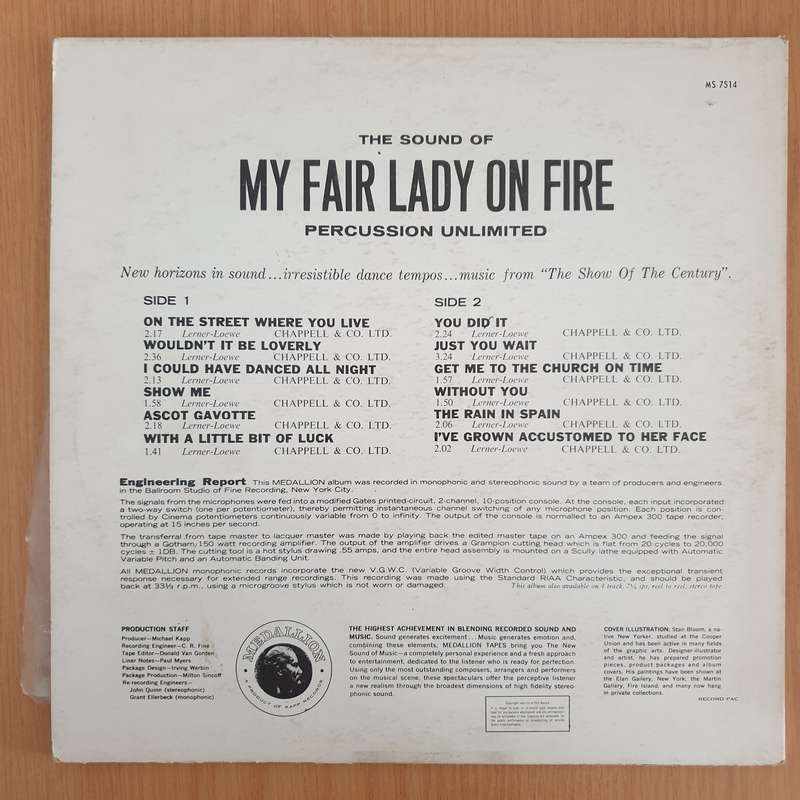 MS 7514
THE SOUND OF
MY FAIR LADY ON FIRE
PERCUSSION UNLIMITED
New horizons in sound...irresistible dance tempos...music from "The Show Of The Century".
SIDE 1
ON THE STREET WHERE YOU LIVE
2.17 Lerner-Loewe CHAPPELL & CO. LTD.
WOULDN'T IT BE LOVERLY
2.36 Lerner-Loewe CHAPPELL & CO. LTD.
I COULD HAVE DANCED ALL NIGHT
2.13 Lerner-Loewe CHAPPELL & CO. LTD.
SHOW ME
1.58 Lerner-Loewe CHAPPELL & CO. LTD.
ASCOT GAVOTTE
2.18 Lerner-Loewe CHAPPELL & CO. LTD.
WITH A LITTLE BIT OF LUCK
1.41 Lerner-Loewe CHAPPELL & CO. LTD.
SIDE 2
YOU DID IT
2.24 Lerner-Loewe CHAPPELL & CO. LTD.
JUST YOU WAIT
3.24 Lerner-Loewe CHAPPELL & CO. LTD.
GET ME TO THE CHURCH ON TIME
1.57 Lerner-Loewe CHAPPELL & CO. LTD.
WITHOUT YOU
1.50 Lerner-Loewe CHAPPELL & CO. LTD.
THE RAIN IN SPAIN
2.06 Lerner-Loewe CHAPPELL & CO. LTD.
I'VE GROWN ACCUSTOMED TO HER FACE
2.02 Lerner-Loewe CHAPPELL & CO. LTD.
Engineering Report This MEDALLION album was recorded in monophonic and stereophonic sound by a team of producers and engineers
in the Ballroom Studio of Fine Recording, New York City.
The signals from the microphones were fed into a modified Gates printed-circuit, 2-channel, 10-position console. At the console, each input incorporated
a two-way switch (one per potentiometer), thereby permitting instantaneous channel switching of any microphone position. Each position is con-
trolled by Cinema potentiometers continuously variable from 0 to infinity. The output of the console is normalled to an Ampex 300 tape recorder,
operating at 15 inches per second.
The transferral from tape master to lacquer master was made by playing back the edited master tape on an Ampex 300 and feeding the signal
through a Gotham 150 watt recording amplifier. The output of the amplifier drives a Grampion cutting head which is flat from 20 cycles to 20,000
cycles ± 1DB. The cutting tool is a hot stylus drawing .55 amps, and the entire head assembly is mounted on a Scully lathe equipped with Automatic
Variable Pitch and an Automatic Banding Unit.
All MEDALLION monophonic records incorporate the new V.G.W.C. (Variable Groove Width Control) which provides the exceptional transient
response necessary for extended range recordings. This recording was made using the Standard RIAA Characteristic, and should be played
back at 33⅓ r.p.m., using a microgroove stylus which is not worn or damaged. This album also available on 4 track, 7½ ips, reel to reel, stereo tape
PRODUCTION STAFF
Producer—Michael Kapp
Recording Engineer—C. R. Fine
Tape Editor—Donald Van Gordon
Liner Notes—Paul Myers
Package Design—Irving Werbin
Package Production—Milton Sincoff
Re-recording Engineers—
John Quinn (stereophonic)
Grant Ellerbeck (monophonic)
MEDALLION
PRODUCT OF KAPP RECORDS
THE HIGHEST ACHIEVEMENT IN BLENDING RECORDED SOUND AND
MUSIC. Sound generates excitement...Music generates emotion and,
combining these elements, MEDALLION TAPES bring you The New
Sound of Music—a completely personal experience and a fresh approach
to entertainment, dedicated to the listener who is ready for perfection.
Using only the most outstanding composers, arrangers and performers
on the musical scene, these spectaculars offer the perceptive listener
a new realism through the broadest dimensions of high fidelity stereo
phonic sound.
COVER ILLUSTRATION: Stan Bloom, a na-
tive New Yorker, studied at the Cooper
Union and has been active in many fields
of the graphic arts. Designer-illustrator
and artist, he has prepared promotion
pieces, product packages and album
covers. His paintings have been shown at
the Elan Gallery, New York; the Martin
Gallery, Fire Island, and many now hang
in private collections.
RECORD PAC